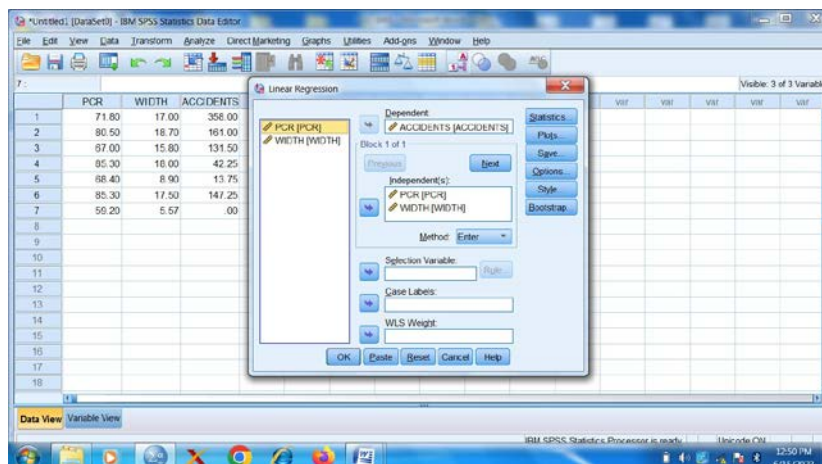 *Untitled1 [DataSet0] - IBM SPSS Statistics Data Editor
File Edit View Data Transform Analyze Direct Marketing Graphs Utilities Add-ons Window Help
7 : Visible: 3 of 3 Variabl
PCR WIDTH ACCIDENTS var var var var var
1 71.80 17.00 358.00
2 80.50 18.70 161.00
3 67.00 15.80 131.50
4 85.30 18.00 42.25
5 68.40 8.90 13.75
6 85.30 17.50 147.25
7 59.20 5.57 .00
8
9
10
11
12
13
14
15
16
17
18
Linear Regression
PCR [PCR]
WIDTH [WIDTH]
Dependent:
ACCIDENTS [ACCIDENTS]
Block 1 of 1
Previous Next
Independent(s):
PCR [PCR]
WIDTH [WIDTH]
Method: Enter
Selection Variable:
Rule...
Case Labels:
WLS Weight:
Statistics...
Plots...
Save...
Options...
Style
Bootstrap...
OK Paste Reset Cancel Help
Data View Variable View
IBM SPSS Statistics Processor is ready Unicode:ON
12:50 PM